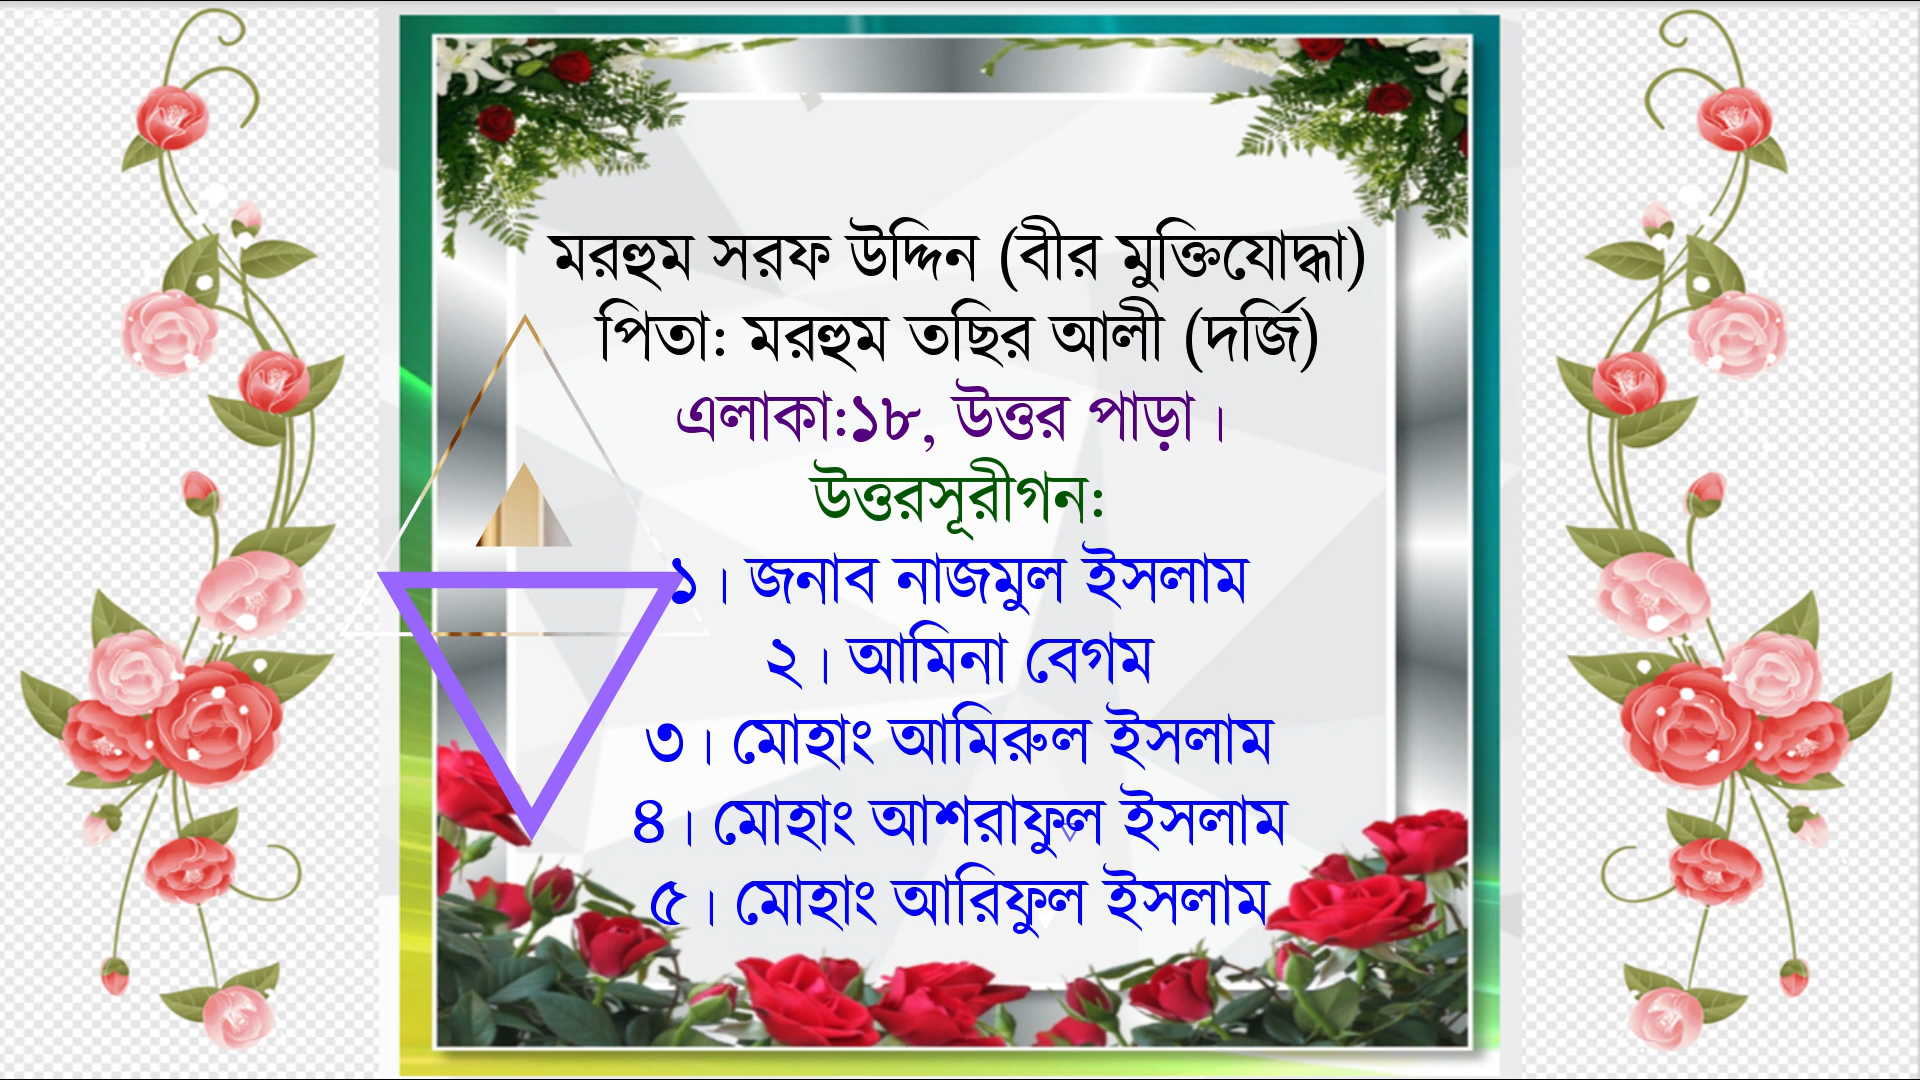 মরহুম সরফ উদ্দিন (বীর মুক্তিযোদ্ধা)
পিতা: মরহুম তছির আলী (দর্জি)
এলাকা:১৮, উত্তর পাড়া।
উত্তরসূরীগন:
১। জনাব নাজমুল ইসলাম
২। আমিনা বেগম
৩। মোহাং আমিরুল ইসলাম
৪। মোহাং আশরাফুল ইসলাম
৫। মোহাং আরিফুল ইসলাম